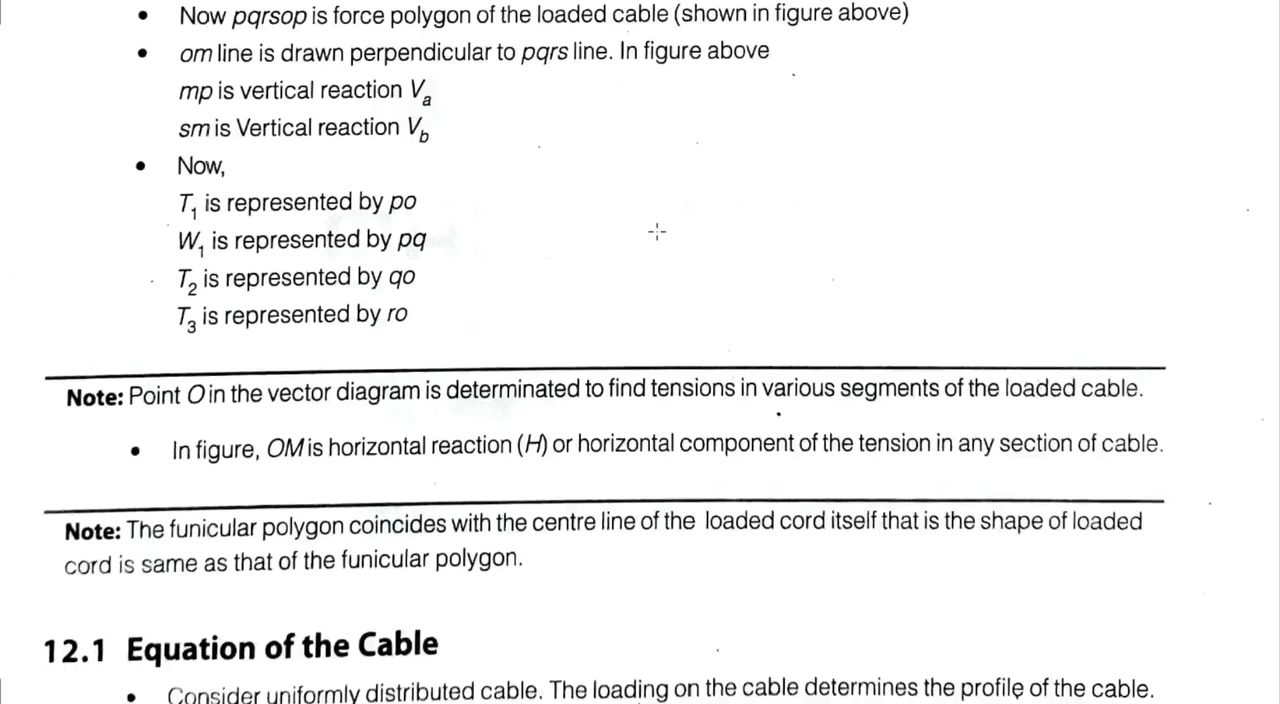 • Now pqrsop is force polygon of the loaded cable (shown in figure above)
• om line is drawn perpendicular to pqrs line. In figure above
mp is vertical reaction Va
sm is Vertical reaction Vb
• Now,
T1 is represented by po
W1 is represented by pq
T2 is represented by qo
T3 is represented by ro
Note: Point O in the vector diagram is determinated to find tensions in various segments of the loaded cable.
• In figure, OM is horizontal reaction (H) or horizontal component of the tension in any section of cable.
Note: The funicular polygon coincides with the centre line of the loaded cord itself that is the shape of loaded
cord is same as that of the funicular polygon.
12.1 Equation of the Cable
• Consider uniformly distributed cable. The loading on the cable determines the profile of the cable.